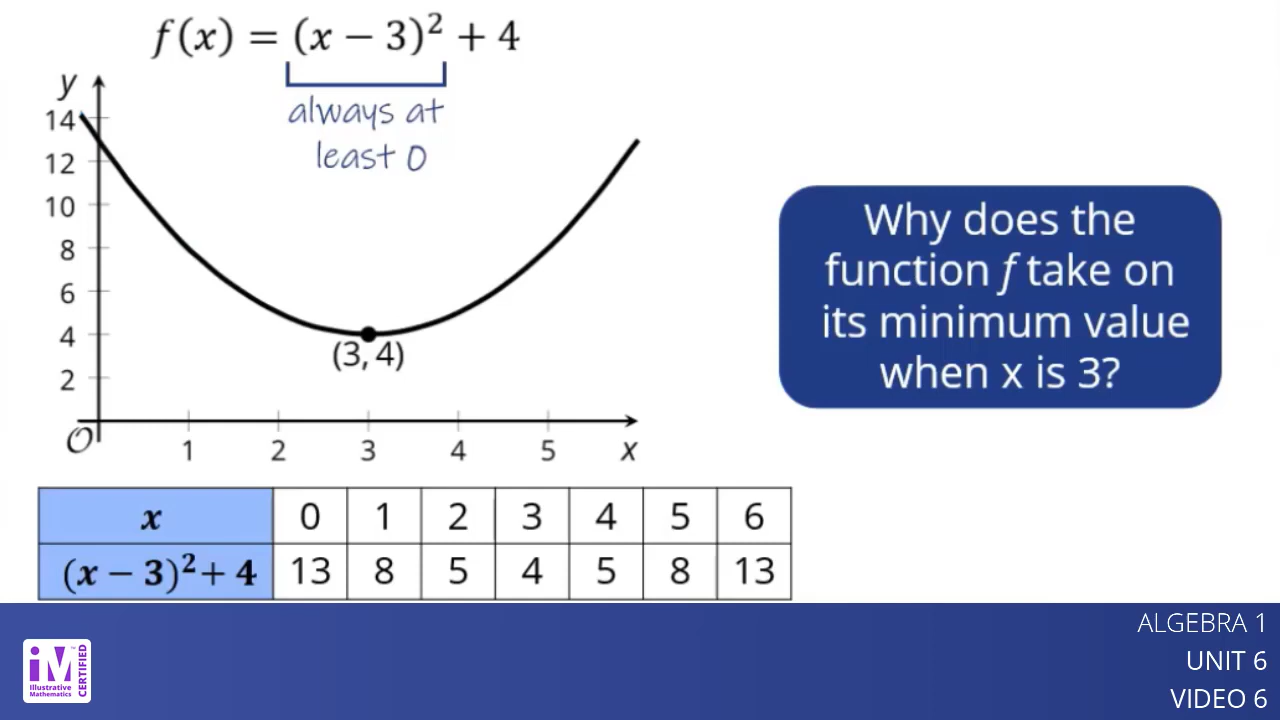 f(x) = (x − 3)² + 4
always at
least 0
y
14
12
10
8
6
4
2
O
1 2 3 4 5 x
(3, 4)
Why does the
function f take on
its minimum value
when x is 3?
x 0 1 2 3 4 5 6
(x − 3)² + 4 13 8 5 4 5 8 13
iM™ CERTIFIED
Illustrative
Mathematics
ALGEBRA 1
UNIT 6
VIDEO 6